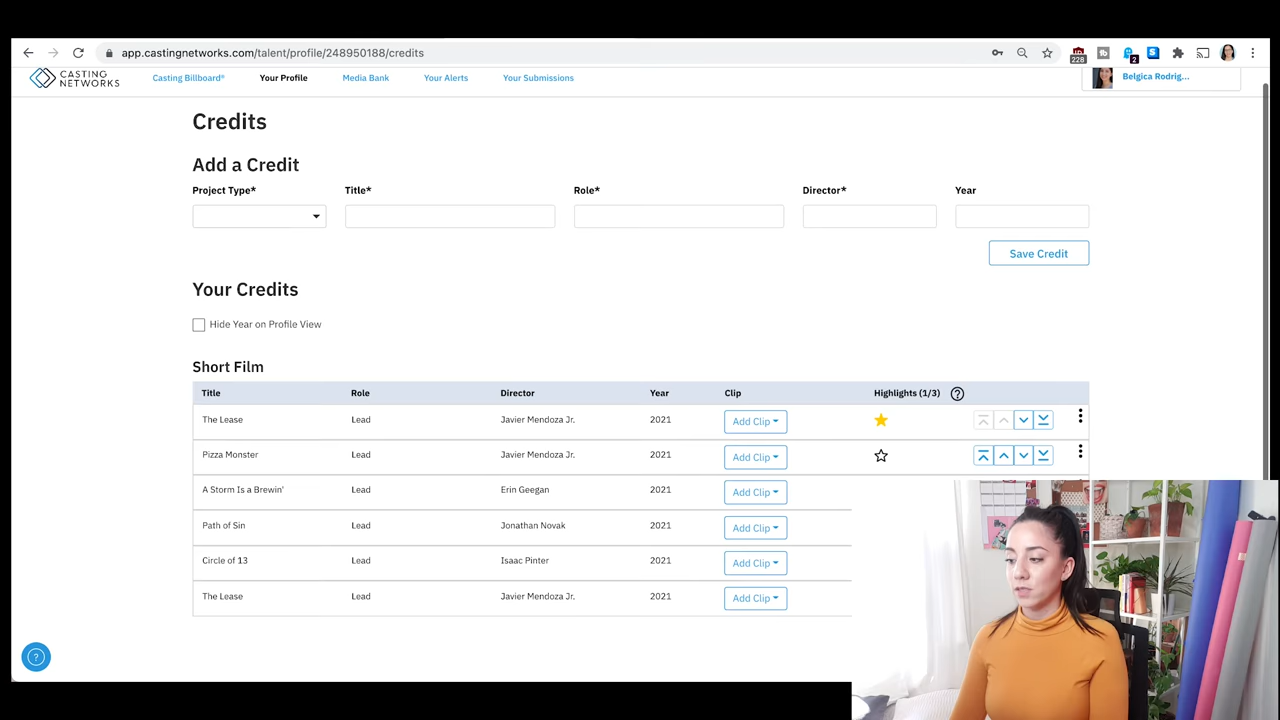 app.castingnetworks.com/talent/profile/248950188/credits
228
2
CASTING NETWORKS
Casting Billboard®
Your Profile
Media Bank
Your Alerts
Your Submissions
Belgica Rodrig...
Credits
Add a Credit
Project Type* Title* Role* Director* Year
Save Credit
Your Credits
Hide Year on Profile View
Short Film
Title Role Director Year Clip Highlights (1/3) ?
The Lease Lead Javier Mendoza Jr. 2021 Add Clip
Pizza Monster Lead Javier Mendoza Jr. 2021 Add Clip
A Storm Is a Brewin' Lead Erin Geegan 2021 Add Clip
Path of Sin Lead Jonathan Novak 2021 Add Clip
Circle of 13 Lead Isaac Pinter 2021 Add Clip
The Lease Lead Javier Mendoza Jr. 2021 Add Clip
?